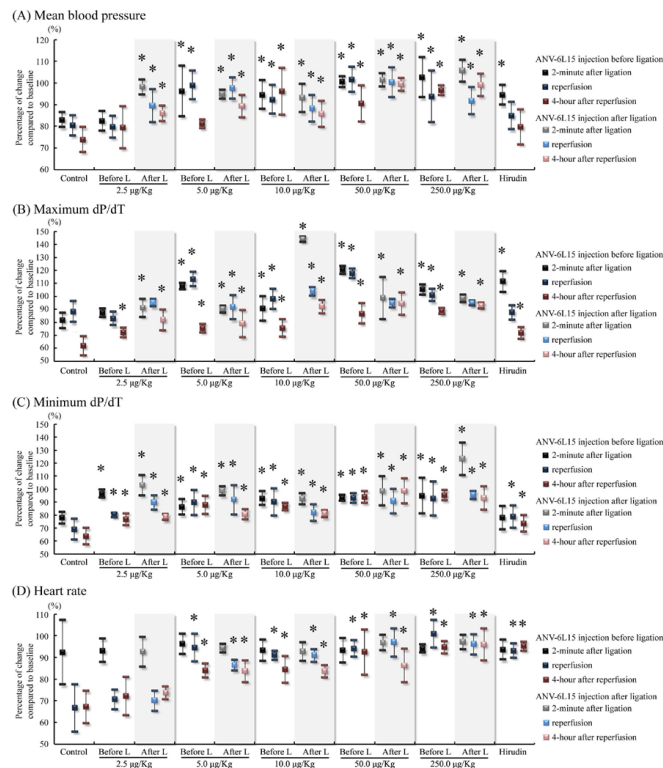 (A) Mean blood pressure
(%)
120
110
100
90
80
70
60
Percentage of change
compared to baseline
* * * * * * * * * * * * * * * * * * * * * * * * * *
Control Before L After L Before L After L Before L After L Before L After L Before L After L Hirudin
2.5 µg/Kg 5.0 µg/Kg 10.0 µg/Kg 50.0 µg/Kg 250.0 µg/Kg
ANV-6L15 injection before ligation
2-minute after ligation
reperfusion
4-hour after reperfusion
ANV-6L15 injection after ligation
2-minute after ligation
reperfusion
4-hour after reperfusion
(B) Maximum dP/dT
(%)
150
140
130
120
110
100
90
80
70
60
50
Percentage of change
compared to baseline
Control Before L After L Before L After L Before L After L Before L After L Before L After L Hirudin
2.5 µg/Kg 5.0 µg/Kg 10.0 µg/Kg 50.0 µg/Kg 250.0 µg/Kg
ANV-6L15 injection before ligation
2-minute after ligation
reperfusion
4-hour after reperfusion
ANV-6L15 injection after ligation
2-minute after ligation
reperfusion
4-hour after reperfusion
(C) Minimum dP/dT
(%)
150
140
130
120
110
100
90
80
70
60
50
Percentage of change
compared to baseline
Control Before L After L Before L After L Before L After L Before L After L Before L After L Hirudin
2.5 µg/Kg 5.0 µg/Kg 10.0 µg/Kg 50.0 µg/Kg 250.0 µg/Kg
ANV-6L15 injection before ligation
2-minute after ligation
reperfusion
4-hour after reperfusion
ANV-6L15 injection after ligation
2-minute after ligation
reperfusion
4-hour after reperfusion
(D) Heart rate
(%)
110
100
90
80
70
60
50
Percentage of change
compared to baseline
Control Before L After L Before L After L Before L After L Before L After L Before L After L Hirudin
2.5 µg/Kg 5.0 µg/Kg 10.0 µg/Kg 50.0 µg/Kg 250.0 µg/Kg
ANV-6L15 injection before ligation
2-minute after ligation
reperfusion
4-hour after reperfusion
ANV-6L15 injection after ligation
2-minute after ligation
reperfusion
4-hour after reperfusion